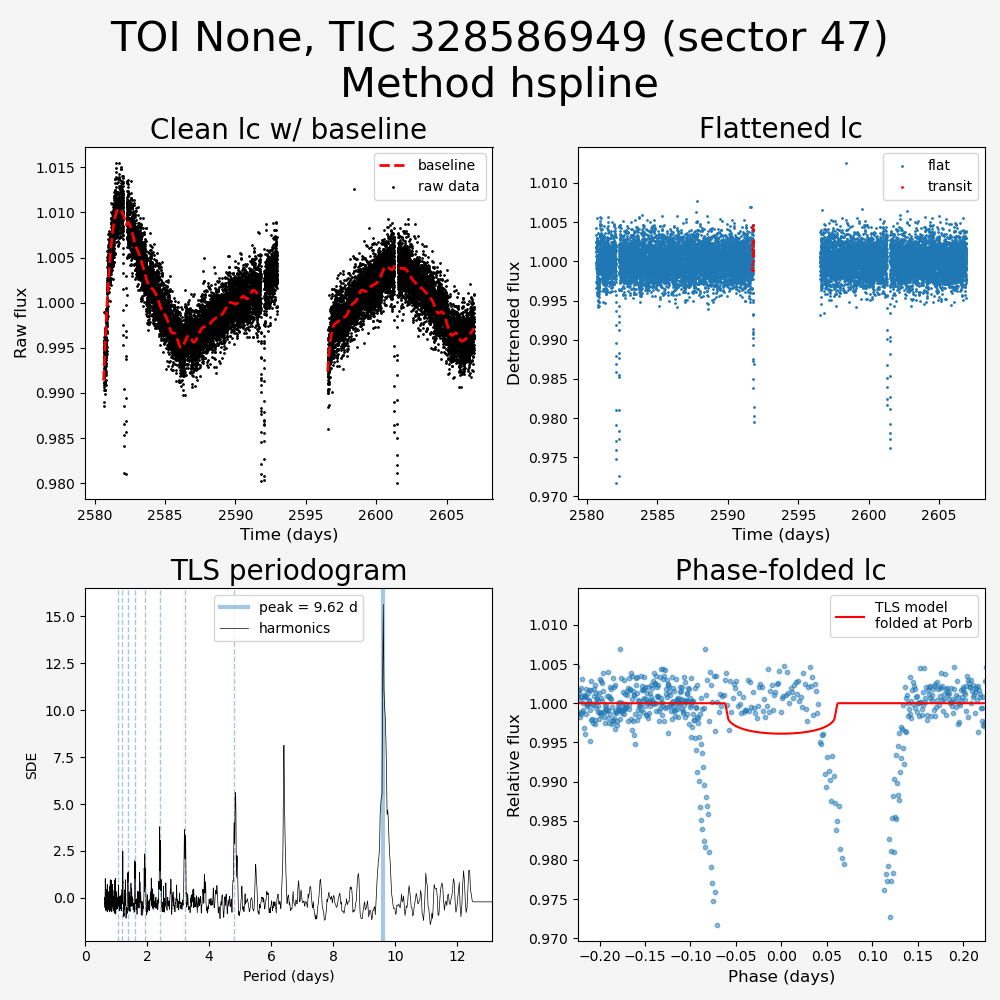 TOI None, TIC 328586949 (sector 47)
Method hspline
Clean lc w/ baseline
baseline
raw data
1.015
1.010
1.005
1.000
0.995
0.990
0.985
0.980
Raw flux
2580
2585
2590
2595
2600
2605
Time (days)
Flattened lc
flat
transit
1.010
1.005
1.000
0.995
0.990
0.985
0.980
0.975
0.970
Detrended flux
2580
2585
2590
2595
2600
2605
Time (days)
TLS periodogram
peak = 9.62 d
harmonics
15.0
12.5
10.0
7.5
5.0
2.5
0.0
SDE
0
2
4
6
8
10
12
Period (days)
Phase-folded lc
TLS model
folded at Porb
1.010
1.005
1.000
0.995
0.990
0.985
0.980
0.975
0.970
Relative flux
−0.20
−0.15
−0.10
−0.05
0.00
0.05
0.10
0.15
0.20
Phase (days)